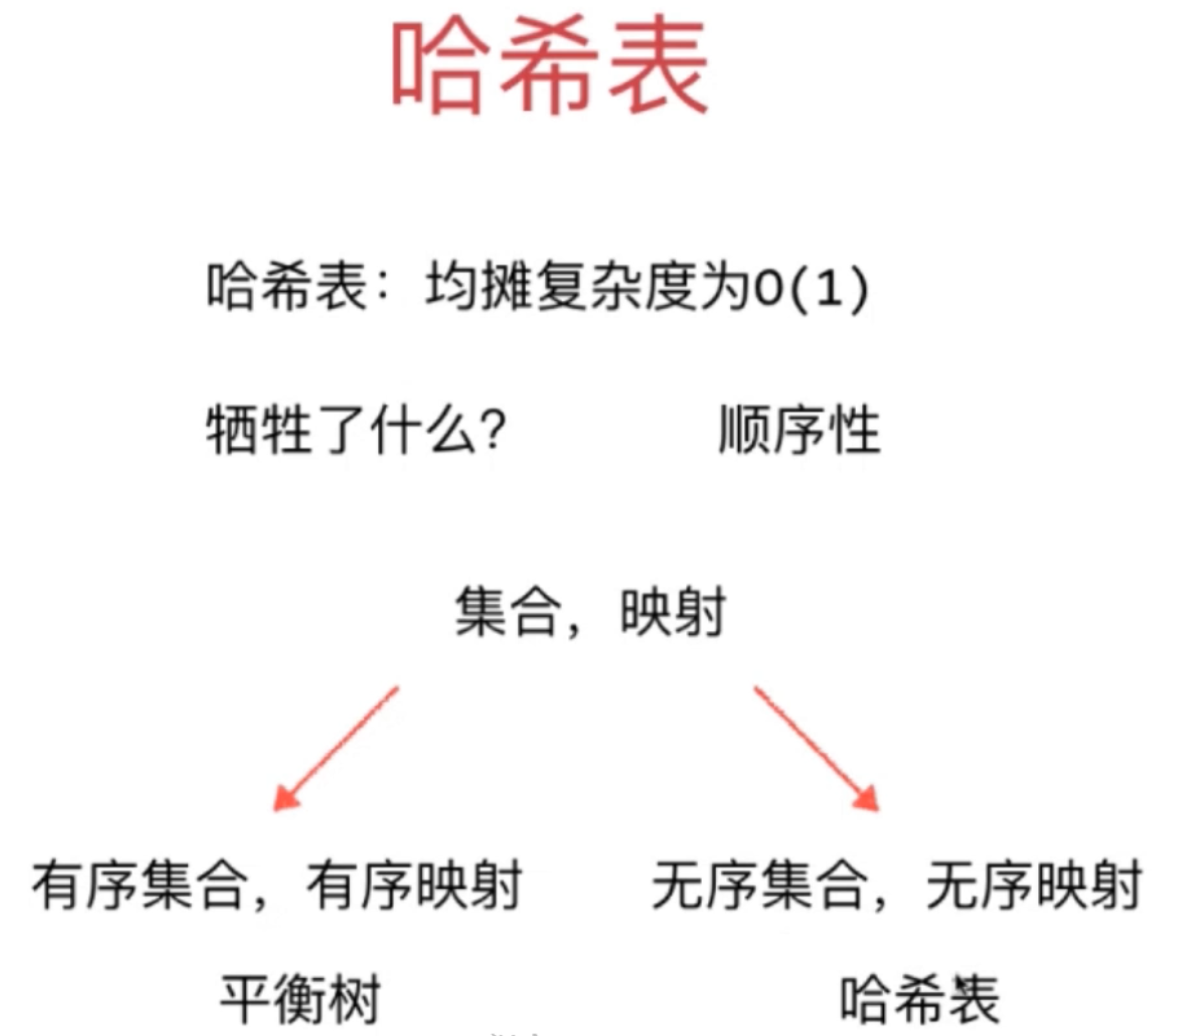 哈希表
哈希表：均摊复杂度为O(1)
牺牲了什么？ 顺序性
集合，映射
有序集合，有序映射 无序集合，无序映射
平衡树 哈希表